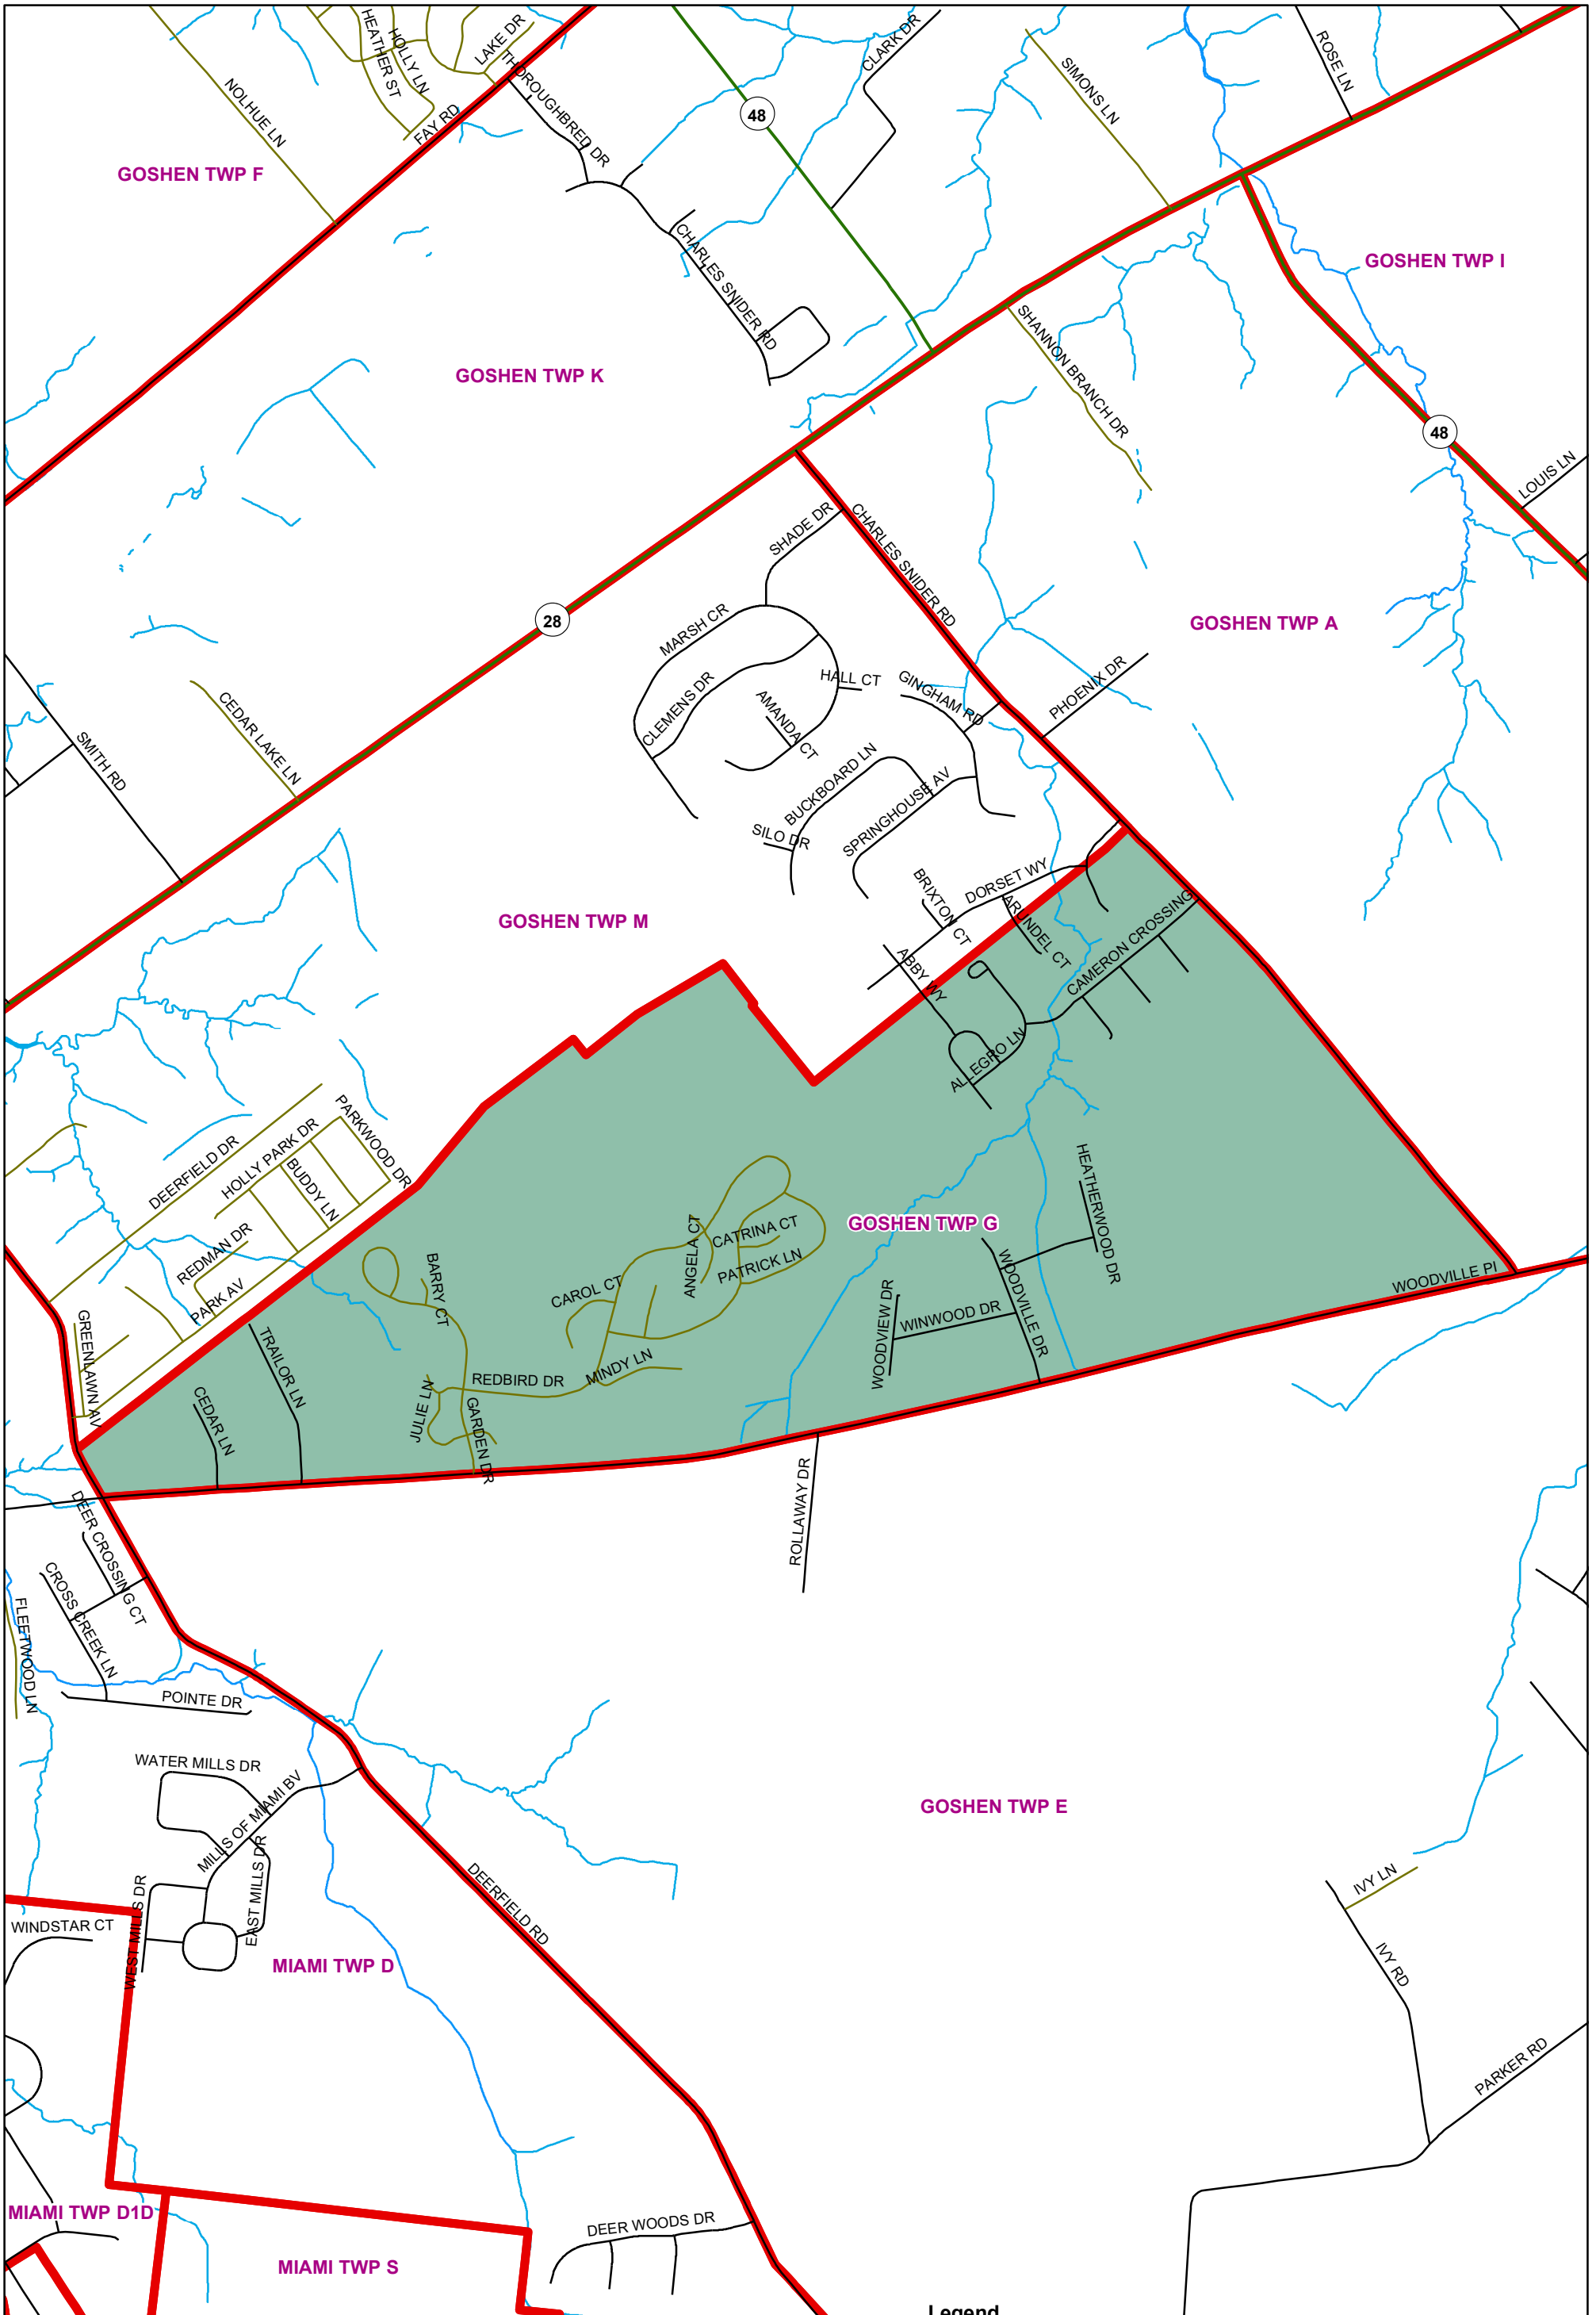 HEATHER ST
HOLLY LN
LAKE DR
THOROUGHBRED DR
FAY RD
NOLHUE LN
GOSHEN TWP F
48
CLARK DR
SIMONS LN
ROSE LN
GOSHEN TWP I
CHARLES SNIDER RD
GOSHEN TWP K
SHANNON BRANCH DR
48
LOUIS LN
SHADE DR
CHARLES SNIDER RD
28
MARSH CR
GOSHEN TWP A
CLEMENS DR
HALL CT
AMANDA CT
GINGHAM RD
PHOENIX DR
SMITH RD
CEDAR LAKE LN
BUCKBOARD LN
SPRINGHOUSE AV
SILO DR
GOSHEN TWP M
BRIXTON CT
DORSET WY
ARUNDEL CT
CAMERON CROSSING
ABBY WY
ALLEGRO LN
PARKWOOD DR
DEERFIELD DR
HOLLY PARK DR
BUDDY LN
REDMAN DR
PARK AV
GREENLAWN AV
HEATHERWOOD DR
GOSHEN TWP G
ANGELA CT
CATRINA CT
PATRICK LN
BARRY CT
CAROL CT
WOODVILLE PI
WOODVILLE DR
WOODVIEW DR
WINWOOD DR
TRAILOR LN
CEDAR LN
JULIE LN
REDBIRD DR
MINDY LN
GARDEN DR
ROLLAWAY DR
DEER CROSSING CT
CROSS CREEK LN
FLEETWOOD LN
POINTE DR
WATER MILLS DR
MILLS OF MIAMI BV
EAST MILLS DR
WEST MILLS DR
WINDSTAR CT
GOSHEN TWP E
DEERFIELD RD
MIAMI TWP D
IVY LN
IVY RD
PARKER RD
MIAMI TWP D1D
DEER WOODS DR
MIAMI TWP S
Legend